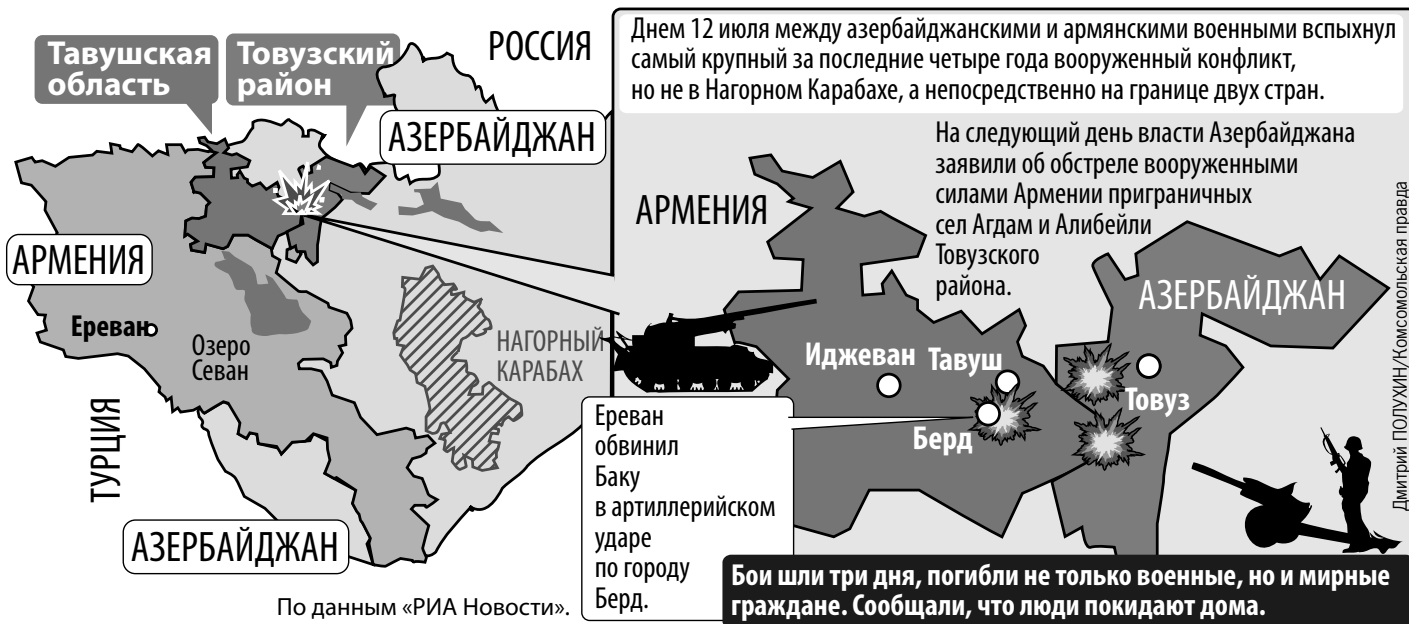 Тавушская
область
Товузский
район
РОССИЯ
АЗЕРБАЙДЖАН
АРМЕНИЯ
Ереван
Озеро
Севан
НАГОРНЫЙ
КАРАБАХ
ТУРЦИЯ
АЗЕРБАЙДЖАН
По данным «РИА Новости».
Днем 12 июля между азербайджанскими и армянскими военными вспыхнул
самый крупный за последние четыре года вооруженный конфликт,
но не в Нагорном Карабахе, а непосредственно на границе двух стран.
На следующий день власти Азербайджана
заявили об обстреле вооруженными
силами Армении приграничных
сел Агдам и Алибейли
Товузского
района.
АРМЕНИЯ
АЗЕРБАЙДЖАН
Иджеван
Тавуш
Берд
Товуз
Ереван
обвинил
Баку
в артиллерийском
ударе
по городу
Берд.
Бои шли три дня, погибли не только военные, но и мирные
граждане. Сообщали, что люди покидают дома.
Дмитрий ПОЛУХИН/Комсомольская правда